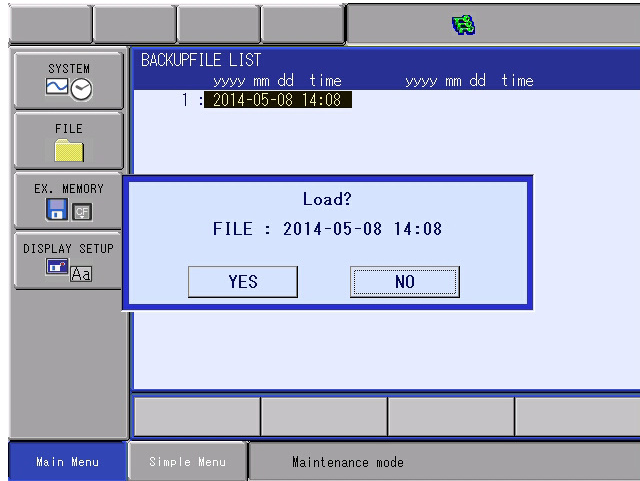 BACKUPFILE LIST
yyyy mm dd time yyyy mm dd time
1 : 2014-05-08 14:08
SYSTEM
FILE
EX. MEMORY
CF
DISPLAY SETUP
Aa
Load?
FILE : 2014-05-08 14:08
YES NO
Main Menu Simple Menu Maintenance mode